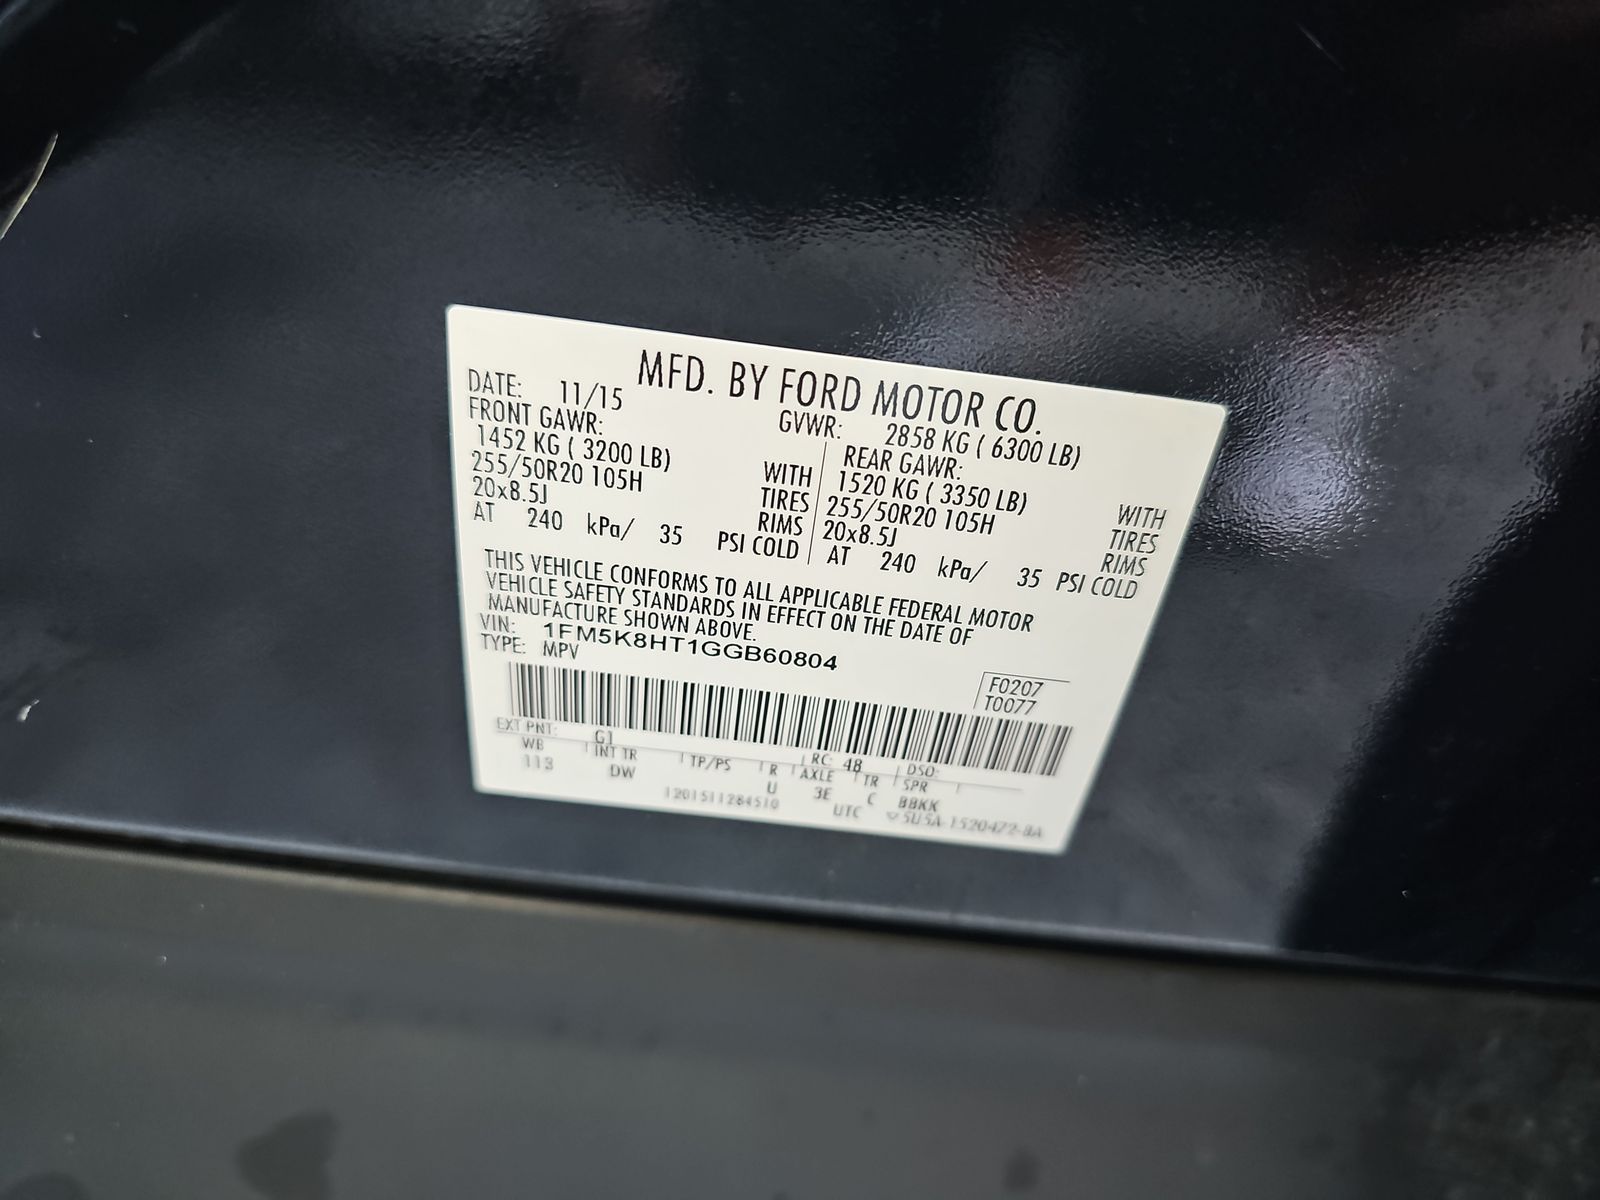 MFD. BY FORD MOTOR CO.
DATE: 11/15 GVWR: 2858 KG ( 6300 LB)
FRONT GAWR: REAR GAWR:
1452 KG ( 3200 LB) WITH 1520 KG ( 3350 LB) WITH
255/50R20 105H TIRES 255/50R20 105H TIRES
20x8.5J RIMS 20x8.5J RIMS
AT 240 kPa/ 35 PSI COLD AT 240 kPa/ 35 PSI COLD
THIS VEHICLE CONFORMS TO ALL APPLICABLE FEDERAL MOTOR
VEHICLE SAFETY STANDARDS IN EFFECT ON THE DATE OF
MANUFACTURE SHOWN ABOVE.
VIN: 1FM5K8HT1GGB60804
TYPE: MPV
F0207
T0077
EXT PNT: G1 RC: 48 DSO:
WB INT TR TP/PS R AXLE TR SPR
113 DW U 3E C BBKK
1201511284510 UTC 5U5A-1520472-BA